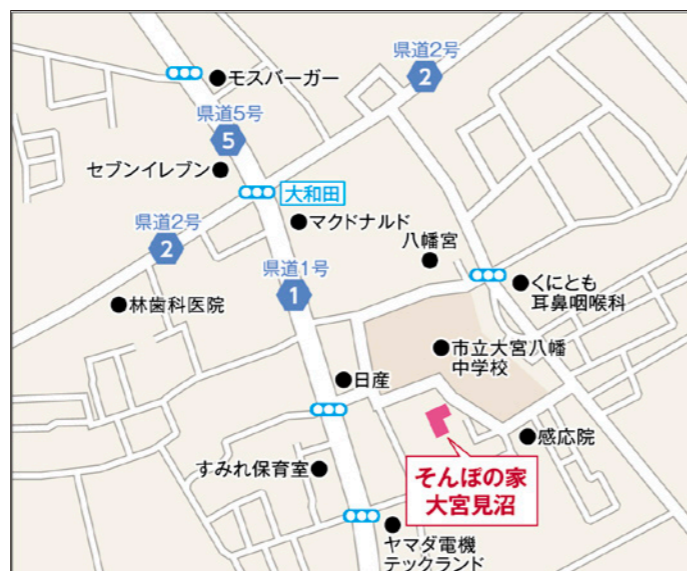 県道2号
2
モスバーガー
県道5号
5
セブンイレブン
大和田
マクドナルド
県道2号
2
八幡宮
県道1号
1
くにとも
耳鼻咽喉科
林歯科医院
市立大宮八幡
中学校
日産
感応院
すみれ保育室
そんぽの家
大宮見沼
ヤマダ電機
テックランド